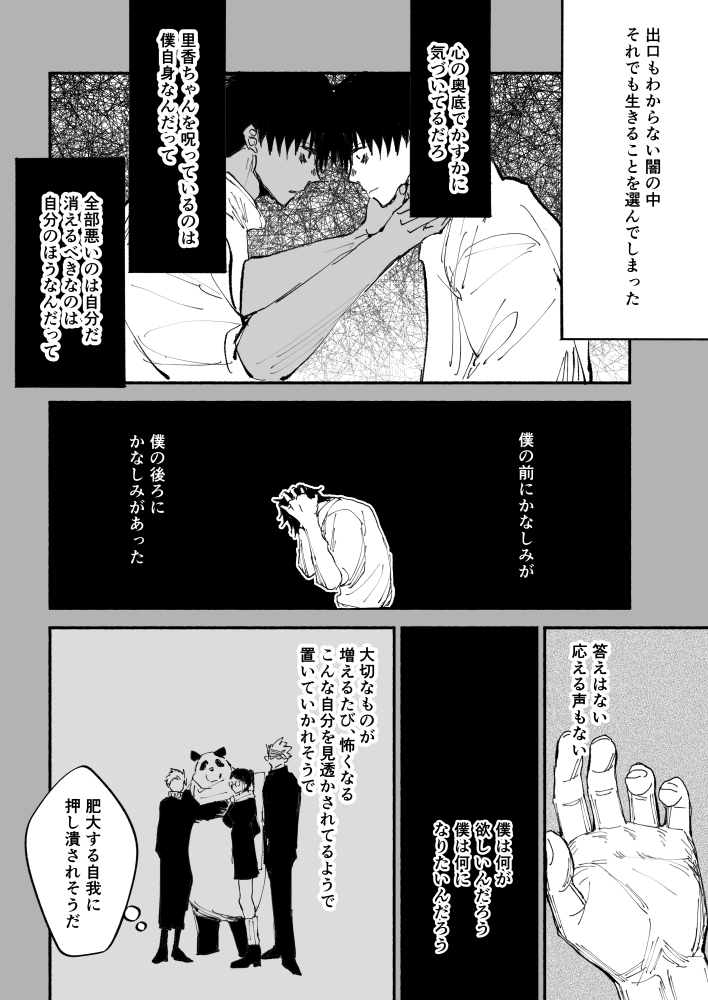 出口もわからない闇の中
それでも生きることを選んでしまった
心の奥底でかすかに
気づいてるだろ
里香ちゃんを呪っているのは
僕自身なんだって
全部悪いのは自分だ
消えるべきなのは
自分のほうなんだって
僕の前にかなしみが
僕の後ろに
かなしみがあった
答えはない
応える声もない
僕は何が
欲しいんだろう
僕は何に
なりたいんだろう
大切なものが
増えるたび、怖くなる
こんな自分を見透かされてるようで
置いていかれそうで
肥大する自我に
押し潰されそうだ